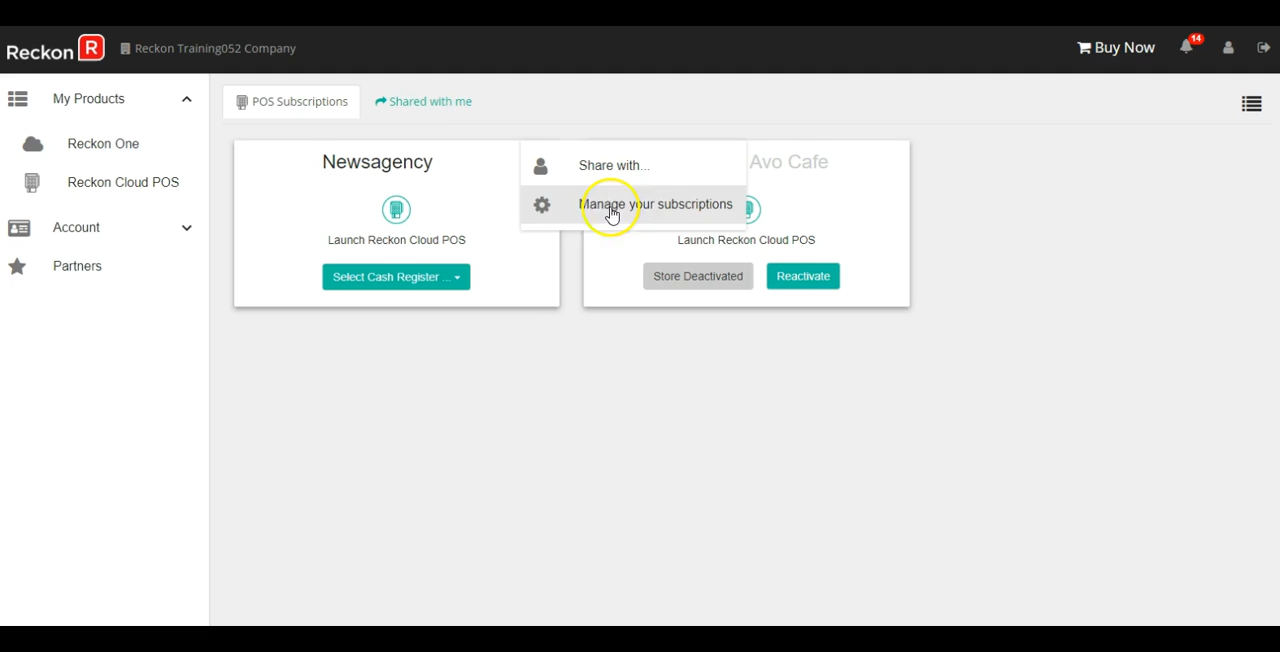 Reckon R
Reckon Training052 Company
Buy Now
14
My Products
Reckon One
Reckon Cloud POS
Account
Partners
POS Subscriptions
Shared with me
Newsagency
Launch Reckon Cloud POS
Select Cash Register ...
Share with...
Manage your subscriptions
Avo Cafe
Launch Reckon Cloud POS
Store Deactivated
Reactivate